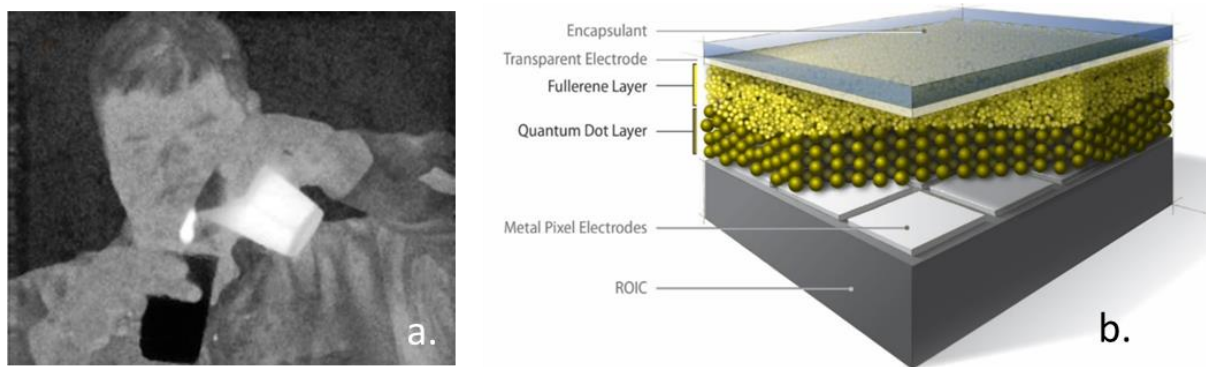 a.
Encapsulant
Transparent Electrode
Fullerene Layer
Quantum Dot Layer
Metal Pixel Electrodes
ROIC
b.